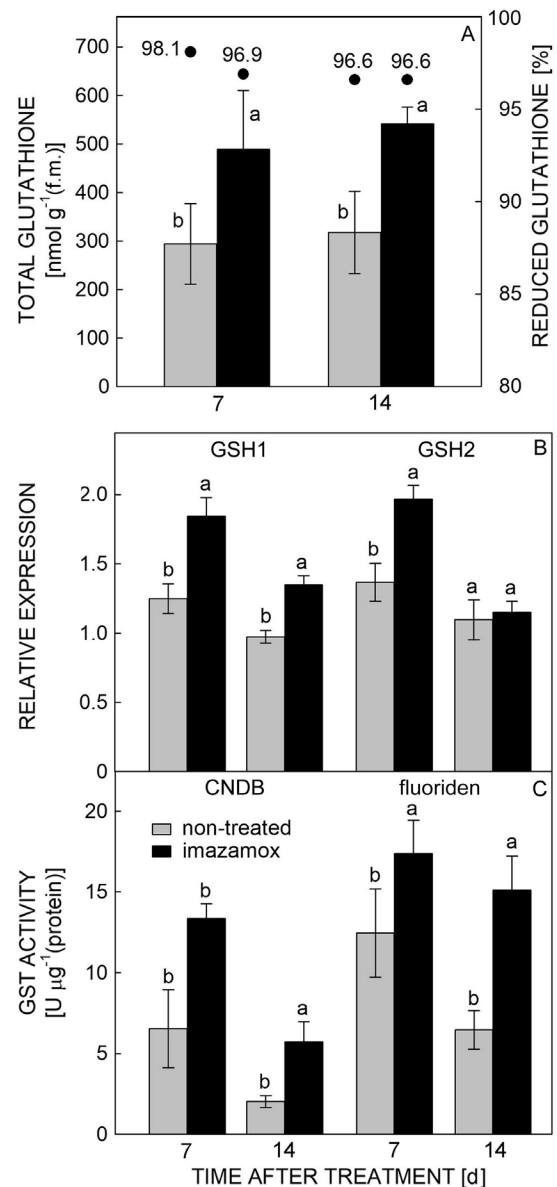 A
TOTAL GLUTATHIONE
[nmol g⁻¹(f.m.)]
REDUCED GLUTATHIONE [%]
700
600
500
400
300
200
100
0
100
95
90
85
80
98.1
96.9
96.6
96.6
b
a
b
a
7
14
GSH1
GSH2
B
RELATIVE EXPRESSION
2.0
1.5
1.0
0.5
0
b
a
b
a
b
a
a
a
CNDB
fluoriden
C
non-treated
imazamox
GST ACTIVITY
[U µg⁻¹(protein)]
20
15
10
5
0
b
b
b
a
b
a
b
a
7
14
7
14
TIME AFTER TREATMENT [d]